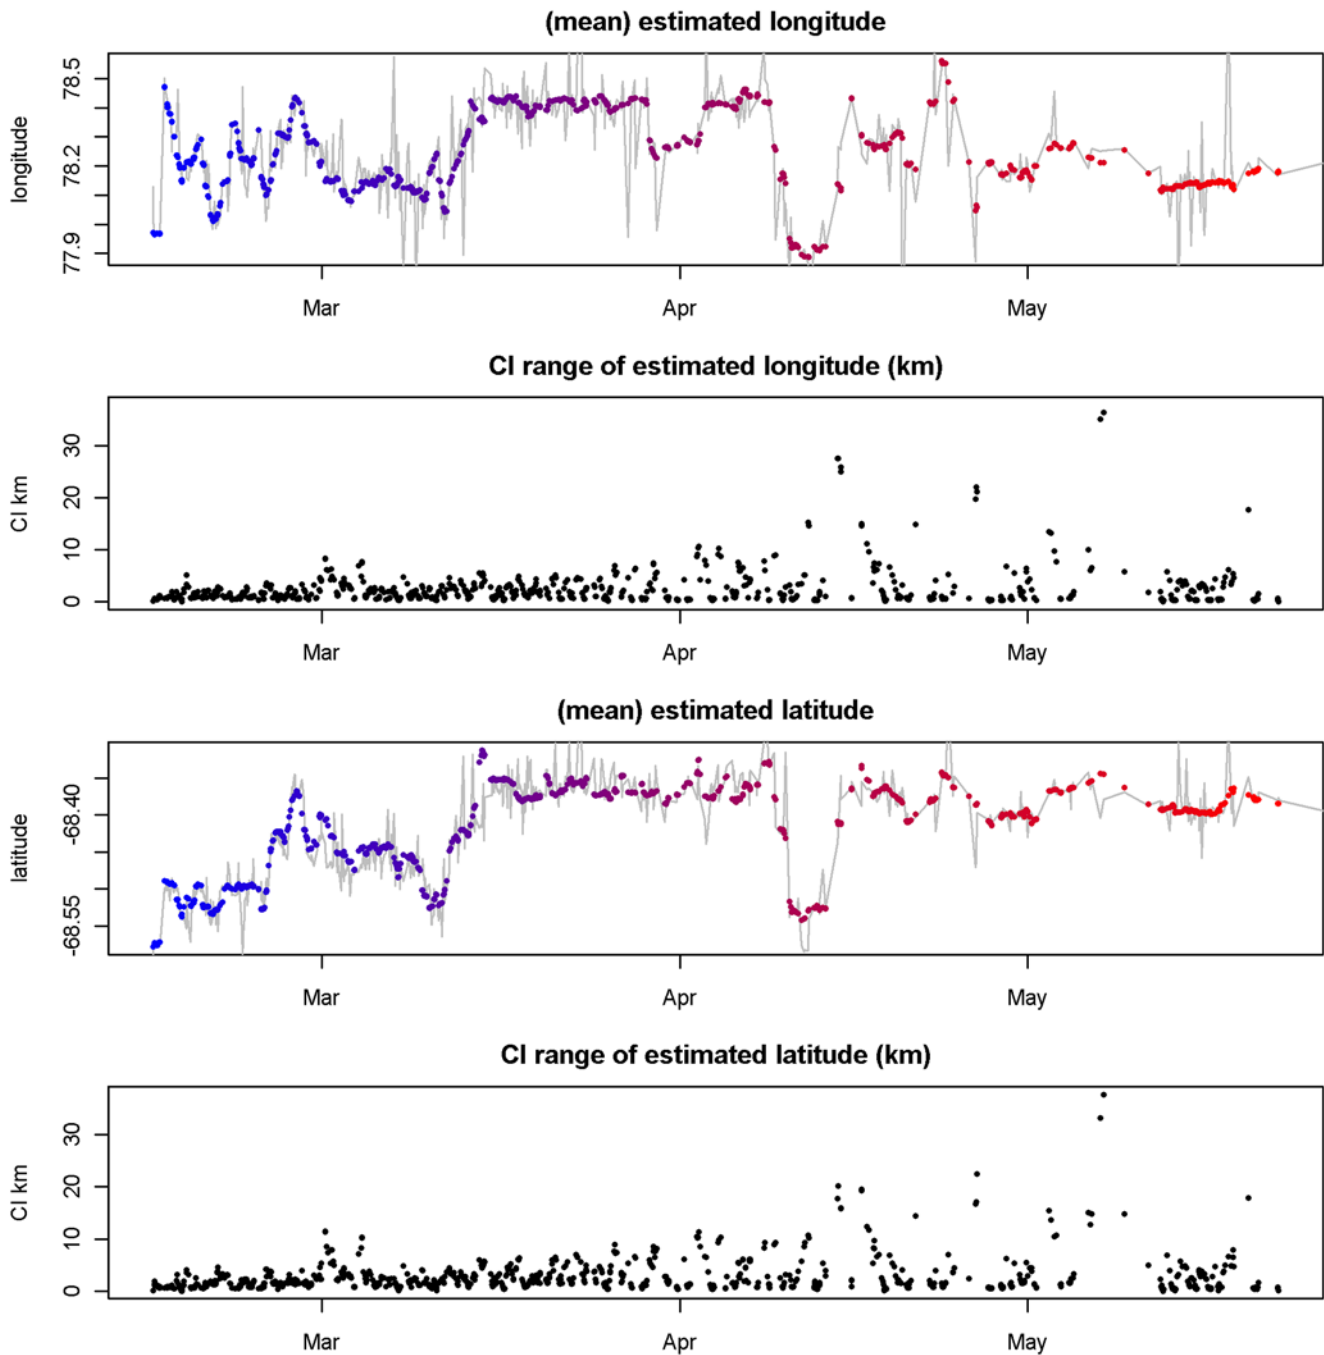 (mean) estimated longitude
longitude
78.5
78.2
77.9
Mar Apr May
CI range of estimated longitude (km)
CI km
30
20
10
0
Mar Apr May
(mean) estimated latitude
latitude
-68.40
-68.55
Mar Apr May
CI range of estimated latitude (km)
CI km
30
20
10
0
Mar Apr May